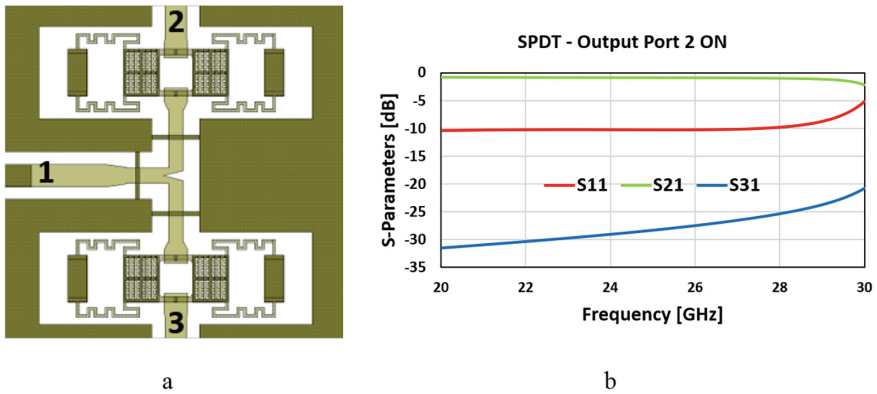 2
1
3
a
SPDT - Output Port 2 ON
S-Parameters [dB]
0
-5
-10
-15
-20
-25
-30
-35
S11 S21 S31
20 22 24 26 28 30
Frequency [GHz]
b